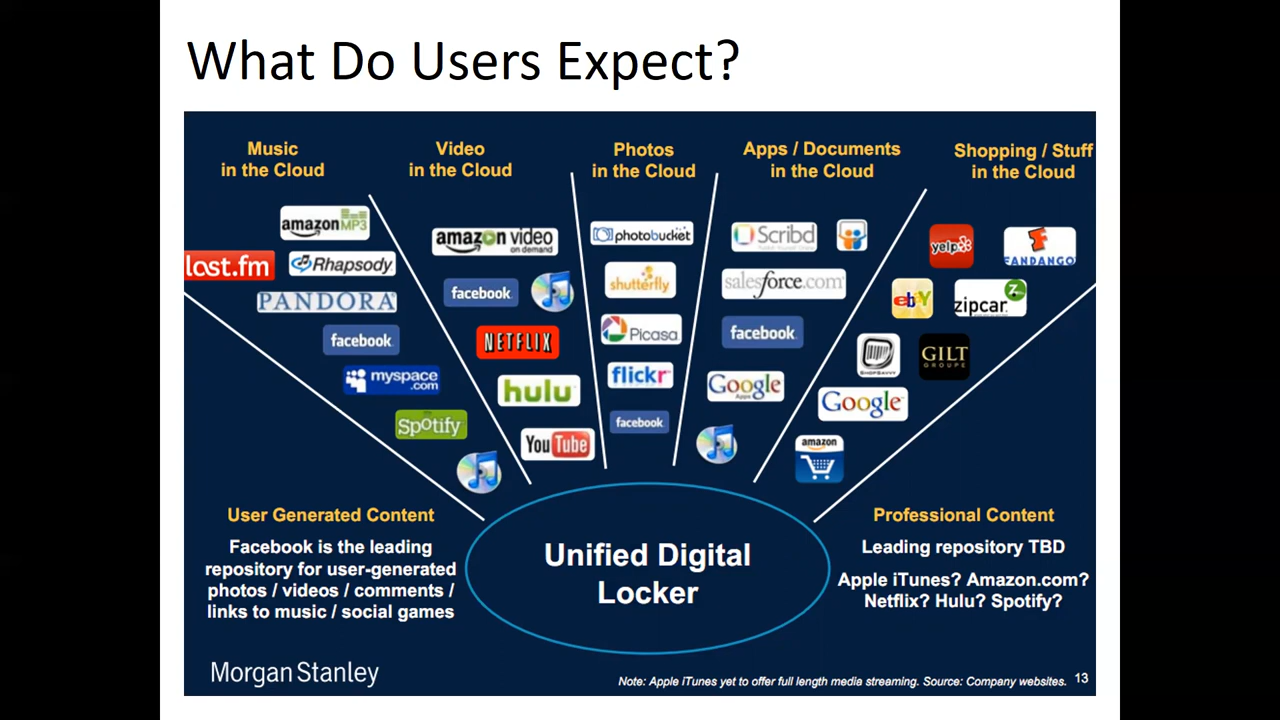 What Do Users Expect?
Music
in the Cloud
Video
in the Cloud
Photos
in the Cloud
Apps / Documents
in the Cloud
Shopping / Stuff
in the Cloud
amazonMP3
last.fm
Rhapsody
PANDORA
facebook
myspace
.com
Spotify
amazon video
on demand
facebook
NETFLIX
hulu
YouTube
photobucket
shutterfly
Picasa
flickr
facebook
Scribd
salesforce.com
facebook
Google
Apps
yelp
FANDANGO
ebY
zipcar
Z
SHOPSAVVY
GILT
GROUPE
Google
amazon
User Generated Content
Facebook is the leading
repository for user-generated
photos / videos / comments /
links to music / social games
Unified Digital
Locker
Professional Content
Leading repository TBD
Apple iTunes? Amazon.com?
Netflix? Hulu? Spotify?
Morgan Stanley
Note: Apple iTunes yet to offer full length media streaming. Source: Company websites.
13